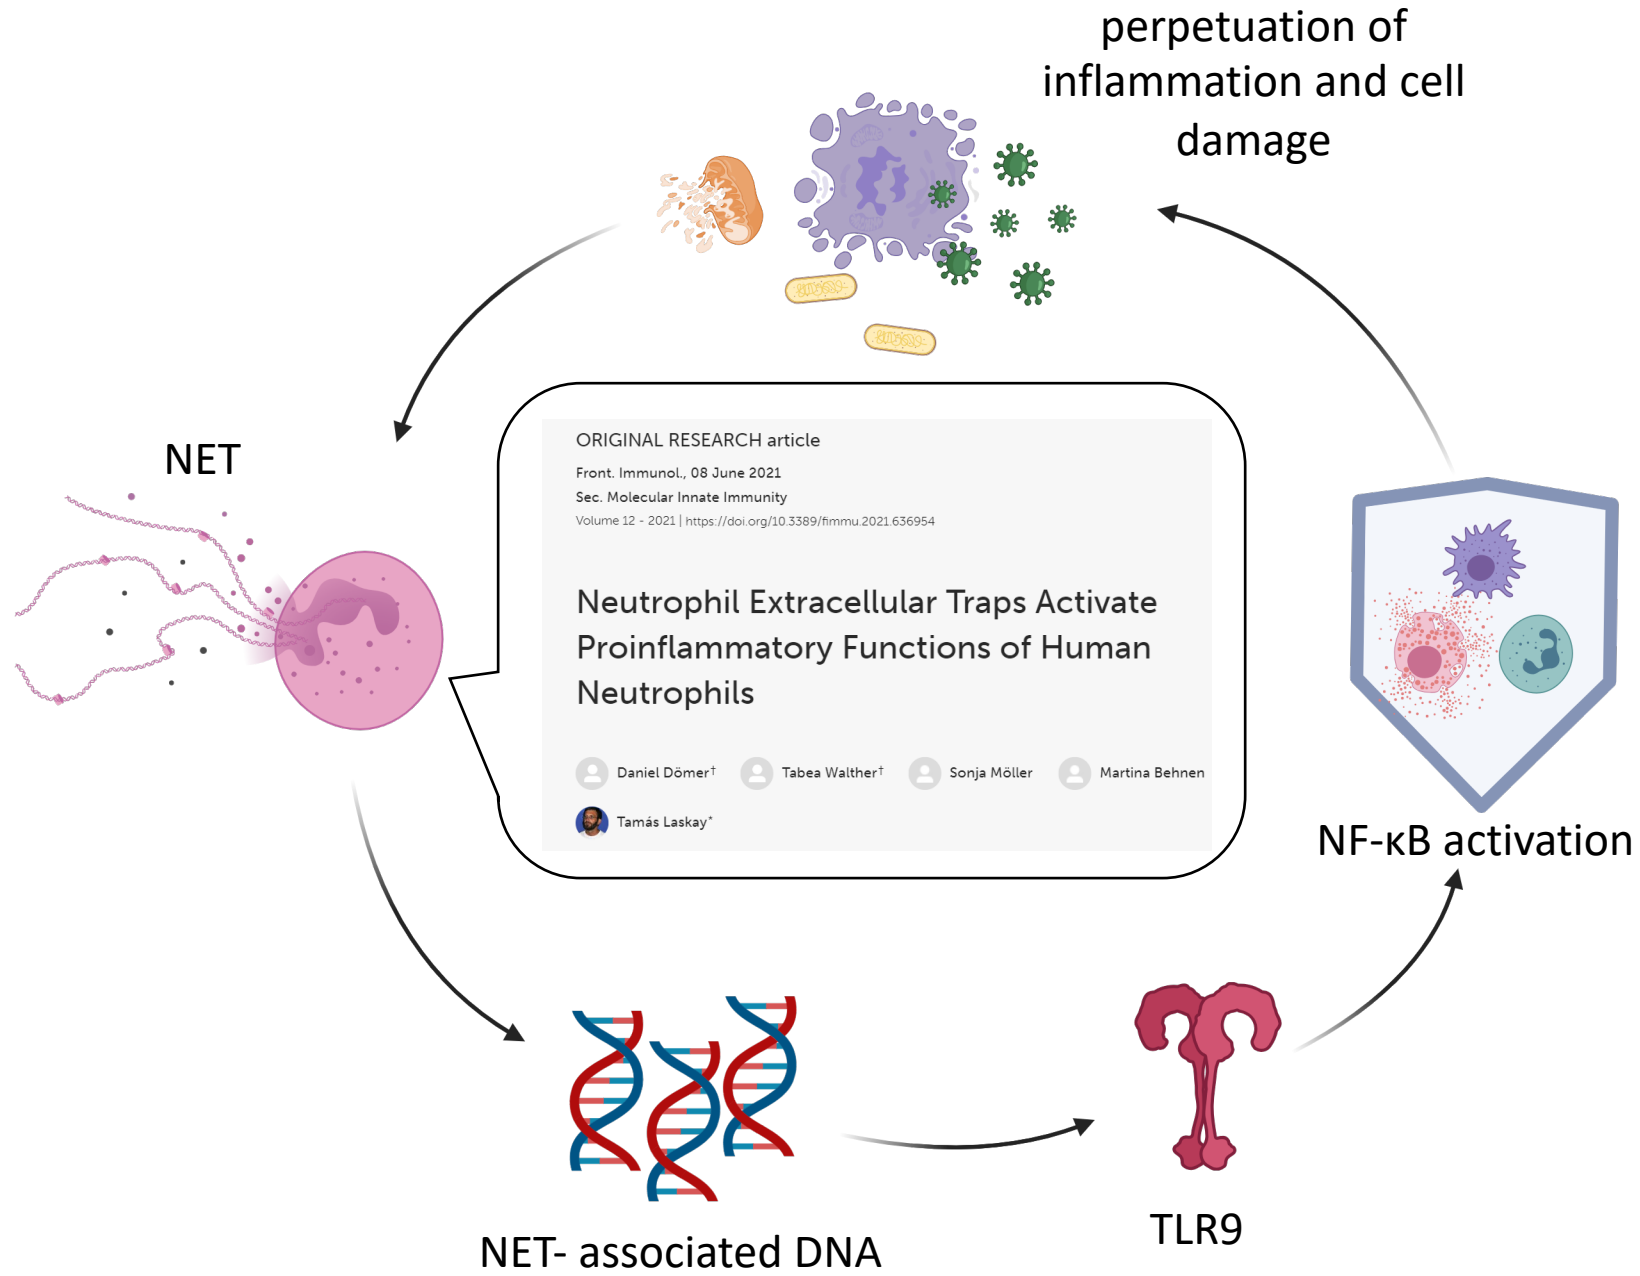 perpetuation of
inflammation and cell
damage
NET
ORIGINAL RESEARCH article
Front. Immunol., 08 June 2021
Sec. Molecular Innate Immunity
Volume 12 - 2021 | https://doi.org/10.3389/fimmu.2021.636954
Neutrophil Extracellular Traps Activate
Proinflammatory Functions of Human
Neutrophils
Daniel Dömer† Tabea Walther† Sonja Möller Martina Behnen
Tamás Laskay*
NF-κB activation
TLR9
NET- associated DNA